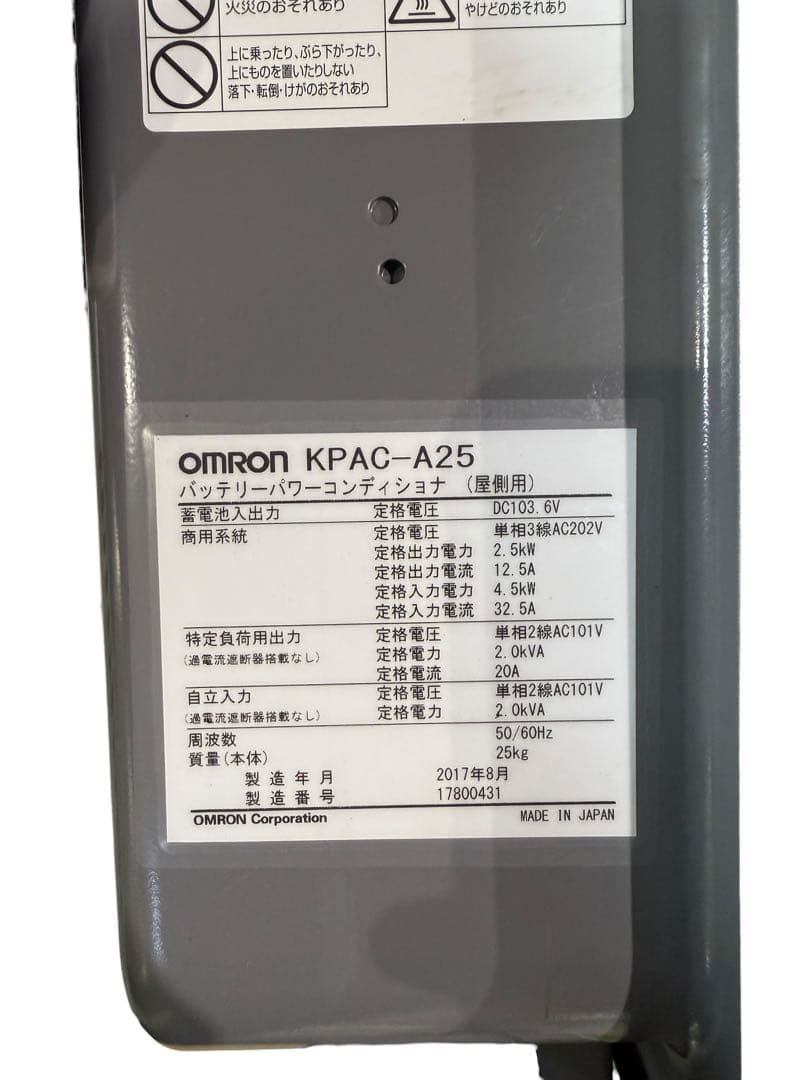 火災のおそれあり
やけどのおそれあり
上に乗ったり、ぶら下がったり、
上にものを置いたりしない
落下・転倒・けがのおそれあり
OMRON KPAC-A25
バッテリーパワーコンディショナ (屋側用)
蓄電池入出力 定格電圧 DC103.6V
商用系統 定格電圧 単相3線AC202V
定格出力電力 2.5kW
定格出力電流 12.5A
定格入力電力 4.5kW
定格入力電流 32.5A
特定負荷用出力 定格電圧 単相2線AC101V
(過電流遮断器搭載なし) 定格電力 2.0kVA
定格電流 20A
自立入力 定格電圧 単相2線AC101V
(過電流遮断器搭載なし) 定格電力 2.0kVA
周波数 50/60Hz
質量(本体) 25kg
製造年月 2017年8月
製造番号 17800431
OMRON Corporation MADE IN JAPAN